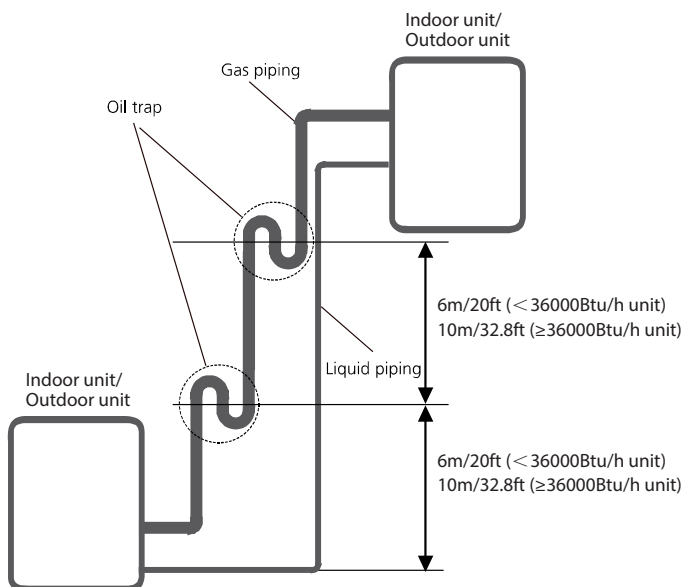 Indoor unit/
Outdoor unit
Gas piping
Oil trap
6m/20ft (＜36000Btu/h unit)
10m/32.8ft (≥36000Btu/h unit)
Liquid piping
Indoor unit/
Outdoor unit
6m/20ft (＜36000Btu/h unit)
10m/32.8ft (≥36000Btu/h unit)